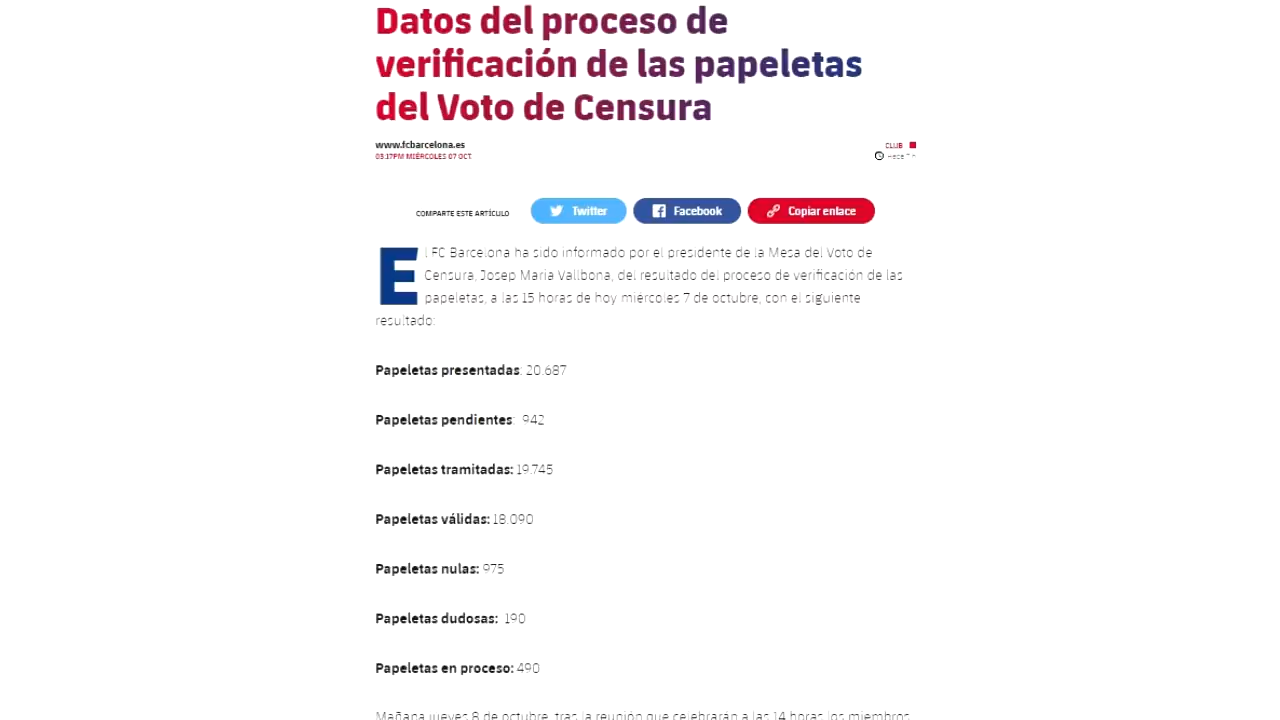 Datos del proceso de
verificación de las papeletas
del Voto de Censura
www.fcbarcelona.es
03:17PM MIÉRCOLES 07 OCT.
CLUB
COMPARTE ESTE ARTÍCULO
Twitter
Facebook
Copiar enlace
El FC Barcelona ha sido informado por el presidente de la Mesa del Voto de
Censura, Josep Maria Vallbona, del resultado del proceso de verificación de las
papeletas, a las 15 horas de hoy miércoles 7 de octubre, con el siguiente
resultado:
Papeletas presentadas: 20.687
Papeletas pendientes: 942
Papeletas tramitadas: 19.745
Papeletas válidas: 18.090
Papeletas nulas: 975
Papeletas dudosas: 190
Papeletas en proceso: 490
Mañana jueves 8 de octubre, tras la reunión que celebrarán a las 14 horas los miembros